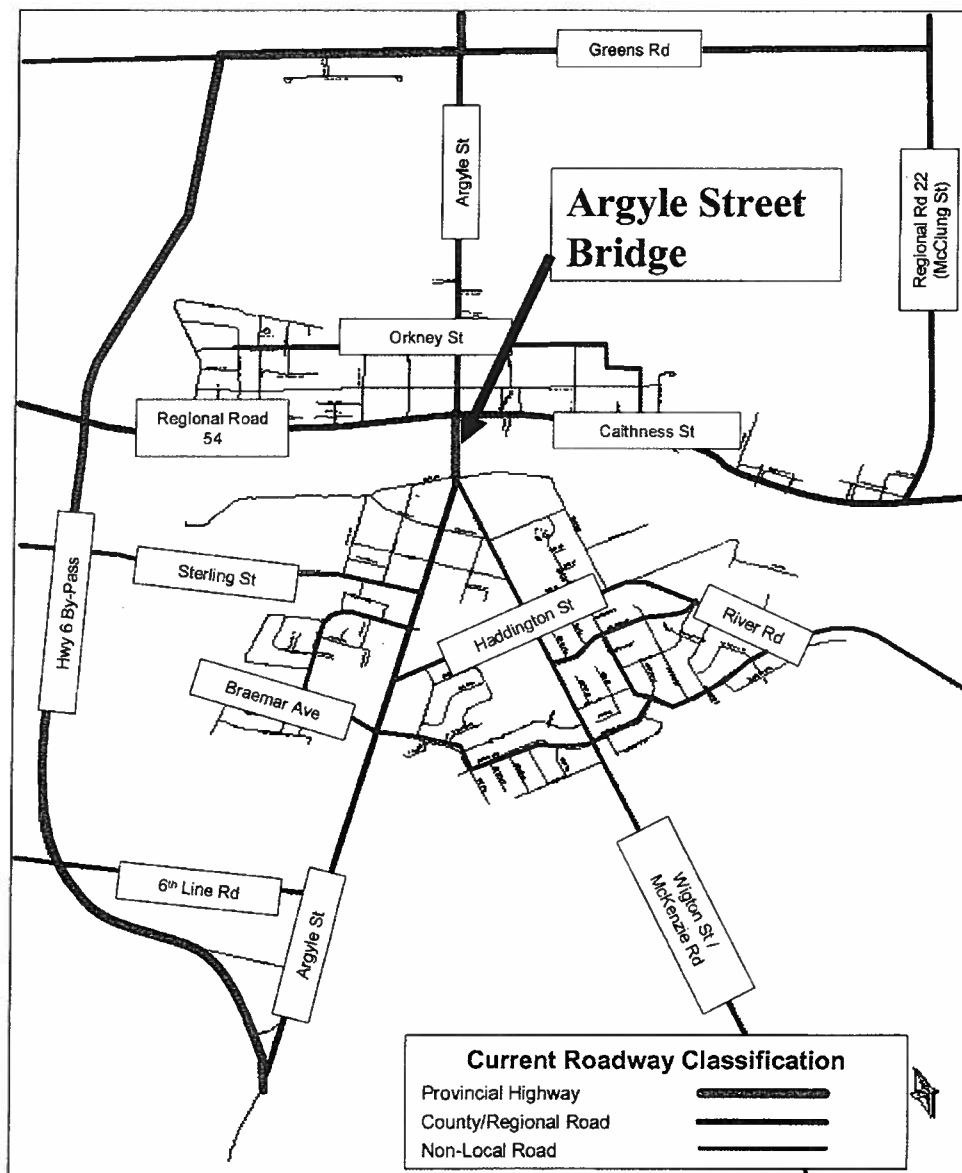 Greens Rd
Argyle St
Argyle Street
Bridge
Regional Rd 22
(McClung St)
Orkney St
Regional Road
54
Caithness St
Hwy 6 By-Pass
Sterling St
Haddington St
River Rd
Braemar Ave
6th Line Rd
Argyle St
Wigton St /
McKenzie Rd
Current Roadway Classification
Provincial Highway
County/Regional Road
Non-Local Road